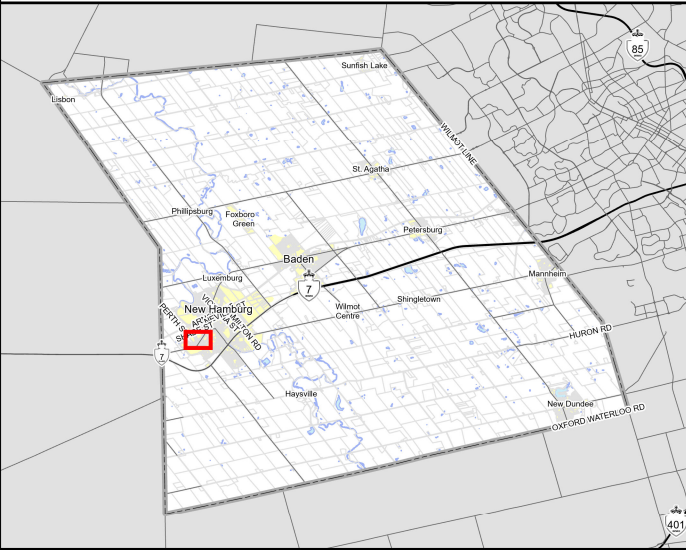 85
Sunfish Lake
Lisbon
WILMOT LINE
St. Agatha
Phillipsburg
Foxboro
Green
Petersburg
Baden
Luxemburg
Mannheim
7
Shingletown
Wilmot
Centre
New Hamburg
HAMILTON RD
HURON RD
7
Haysville
New Dundee
OXFORD WATERLOO RD
401